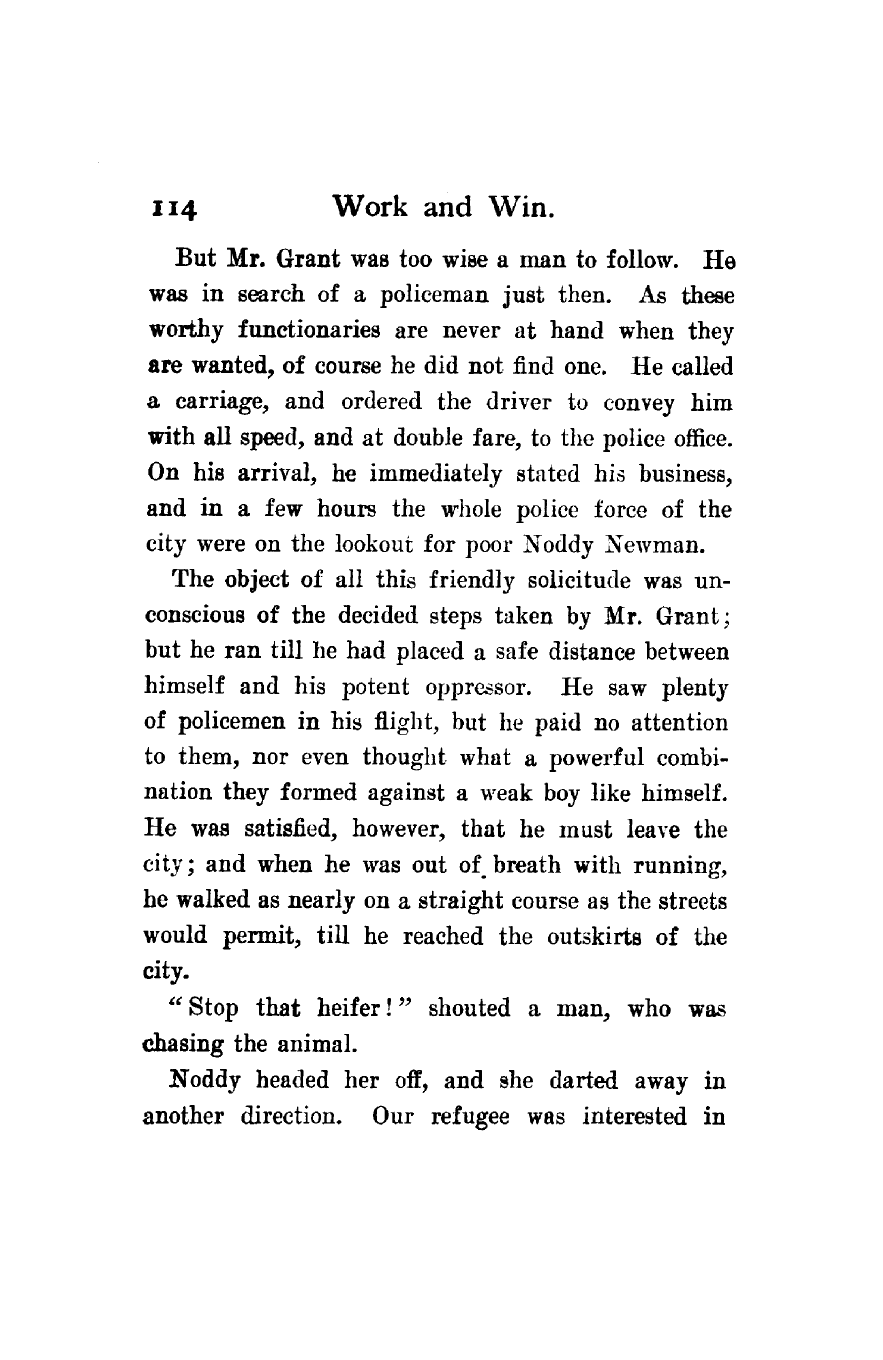 114 Work and Win.
But Mr. Grant was too wise a man to follow. He
was in search of a policeman just then. As these
worthy functionaries are never at hand when they
are wanted, of course he did not find one. He called
a carriage, and ordered the driver to convey him
with all speed, and at double fare, to the police office.
On his arrival, he immediately stated his business,
and in a few hours the whole police force of the
city were on the lookout for poor Noddy Newman.
The object of all this friendly solicitude was un-
conscious of the decided steps taken by Mr. Grant;
but he ran till he had placed a safe distance between
himself and his potent oppressor. He saw plenty
of policemen in his flight, but he paid no attention
to them, nor even thought what a powerful combi-
nation they formed against a weak boy like himself.
He was satisfied, however, that he must leave the
city; and when he was out of breath with running,
he walked as nearly on a straight course as the streets
would permit, till he reached the outskirts of the
city.
“Stop that heifer!” shouted a man, who was
chasing the animal.
Noddy headed her off, and she darted away in
another direction. Our refugee was interested in